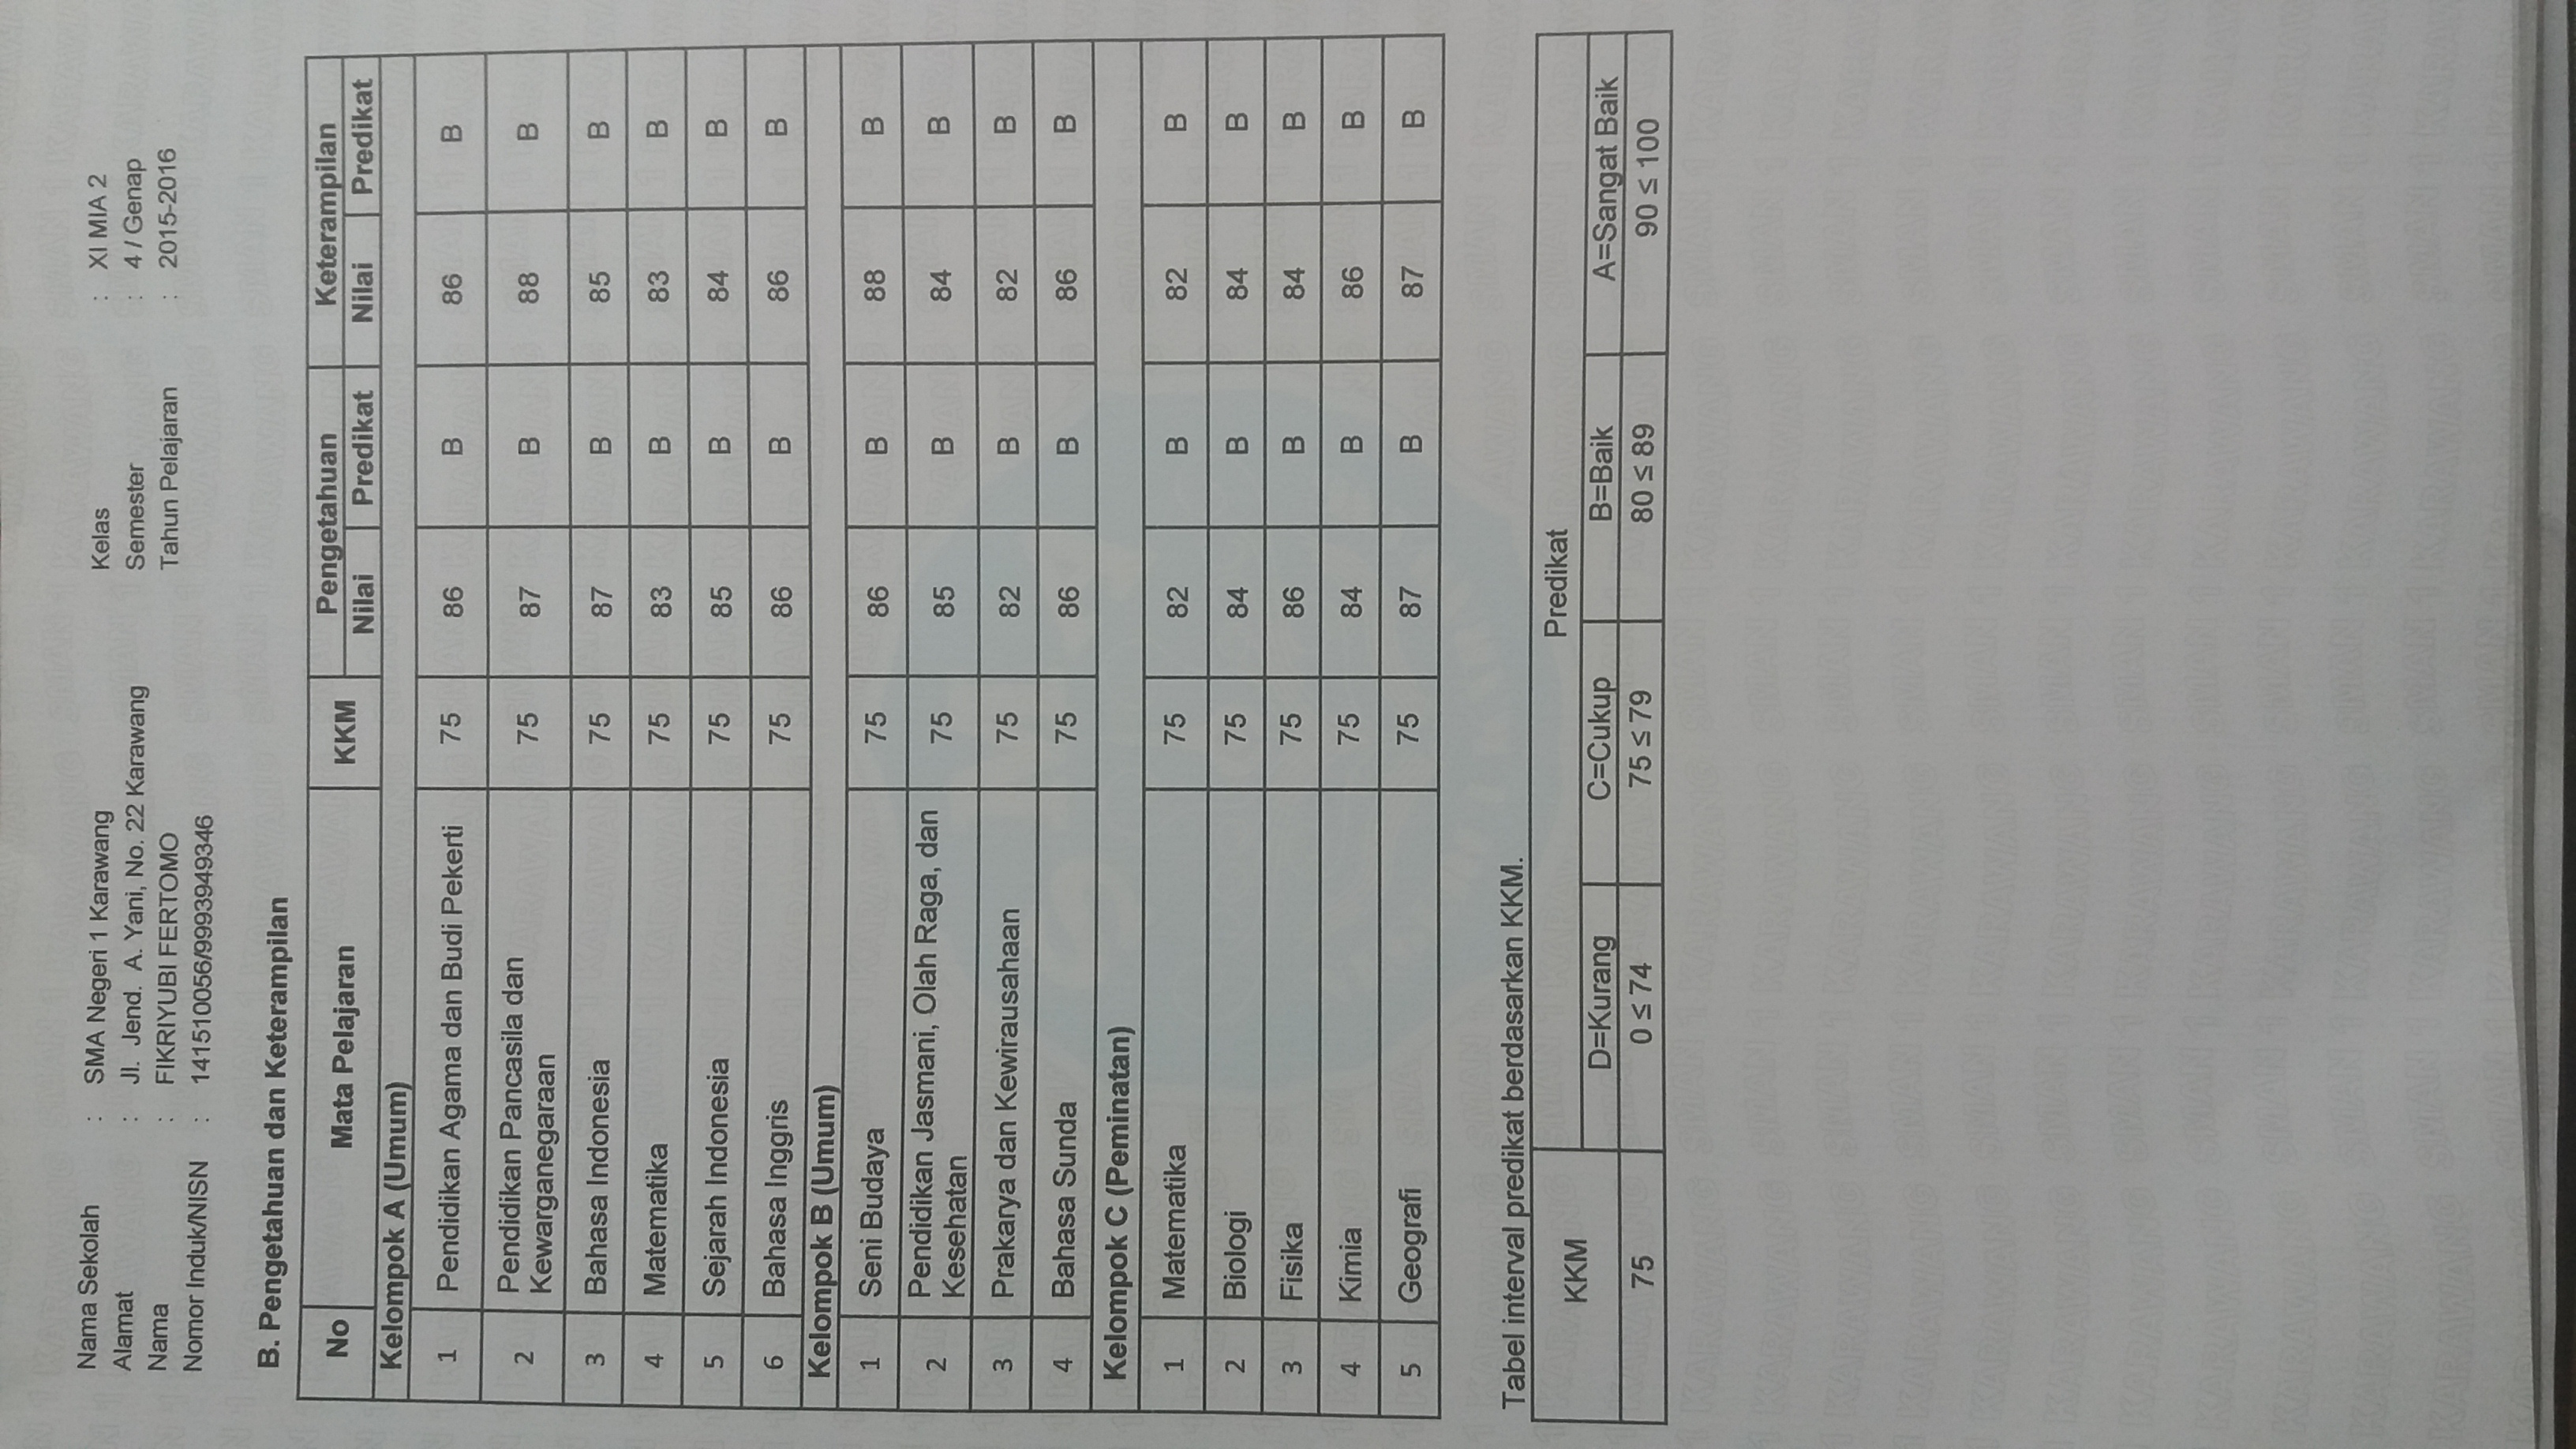 Nama Sekolah : SMA Negeri 1 Karawang Kelas : XI MIA 2
Alamat : Jl. Jend. A. Yani, No. 22 Karawang Semester : 4 / Genap
Nama : FIKRIYUBI FERTOMO Tahun Pelajaran : 2015-2016
Nomor Induk/NISN : 141510056/9993949346
B. Pengetahuan dan Keterampilan
No Mata Pelajaran KKM Pengetahuan Keterampilan
Nilai Predikat Nilai Predikat
Kelompok A (Umum)
1 Pendidikan Agama dan Budi Pekerti 75 86 B 86 B
2 Pendidikan Pancasila dan
Kewarganegaraan 75 87 B 88 B
3 Bahasa Indonesia 75 87 B 85 B
4 Matematika 75 83 B 83 B
5 Sejarah Indonesia 75 85 B 84 B
6 Bahasa Inggris 75 86 B 86 B
Kelompok B (Umum)
1 Seni Budaya 75 86 B 88 B
2 Pendidikan Jasmani, Olah Raga, dan
Kesehatan 75 85 B 84 B
3 Prakarya dan Kewirausahaan 75 82 B 82 B
4 Bahasa Sunda 75 86 B 86 B
Kelompok C (Peminatan)
1 Matematika 75 82 B 82 B
2 Biologi 75 84 B 84 B
3 Fisika 75 86 B 84 B
4 Kimia 75 84 B 86 B
5 Geografi 75 87 B 87 B
Tabel interval predikat berdasarkan KKM.
KKM Predikat
D=Kurang C=Cukup B=Baik A=Sangat Baik
75 0 ≤ 74 75 ≤ 79 80 ≤ 89 90 ≤ 100